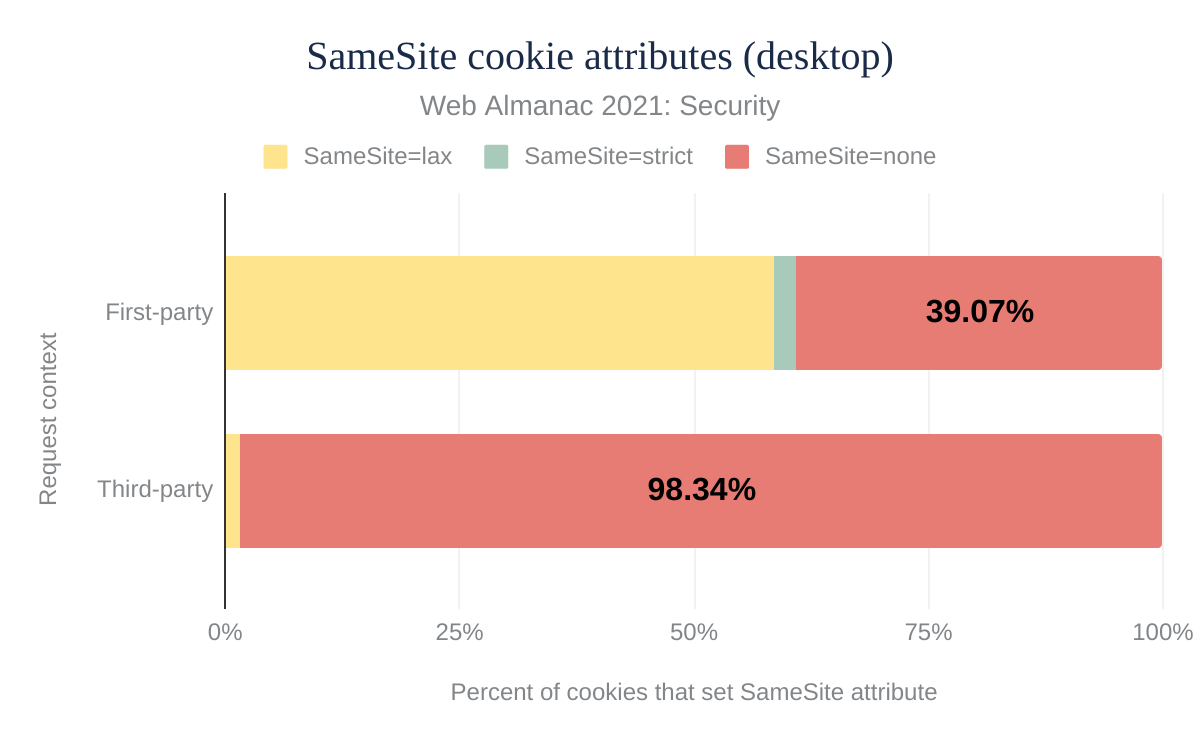 SameSite cookie attributes (desktop)
Web Almanac 2021: Security
SameSite=lax SameSite=strict SameSite=none
Request context
First-party
39.07%
Third-party
98.34%
0% 25% 50% 75% 100%
Percent of cookies that set SameSite attribute